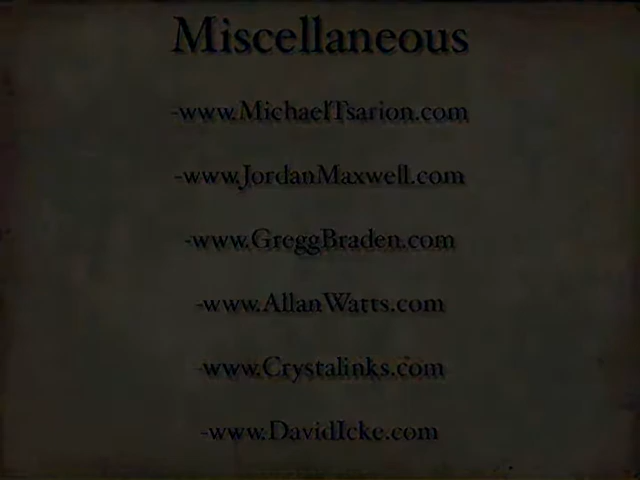 Miscellaneous
-www.MichaelTsarion.com
-www.JordanMaxwell.com
-www.GreggBraden.com
-www.AllanWatts.com
-www.Crystalinks.com
-www.DavidIcke.com